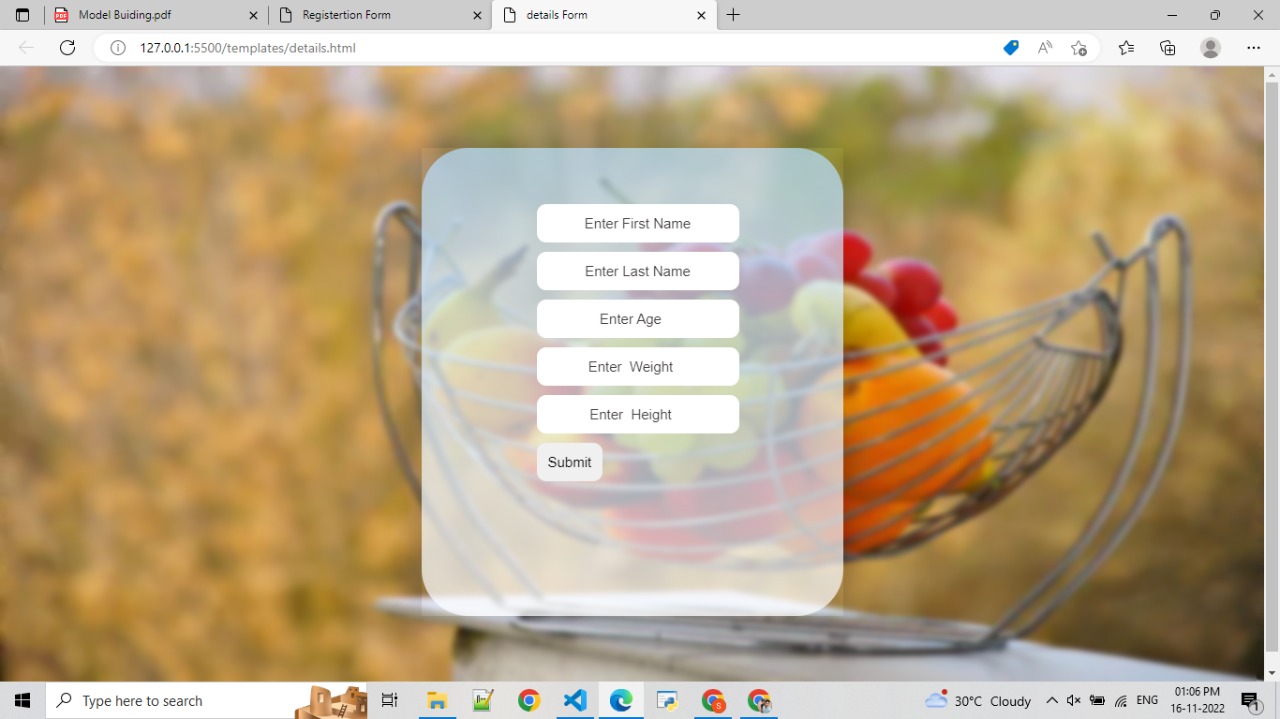 Model Buiding.pdf
Registertion Form
details Form
127.0.0.1:5500/templates/details.html
Enter First Name
Enter Last Name
Enter Age
Enter  Weight
Enter  Height
Submit
Type here to search
30°C Cloudy
ENG
01:06 PM
16-11-2022
1